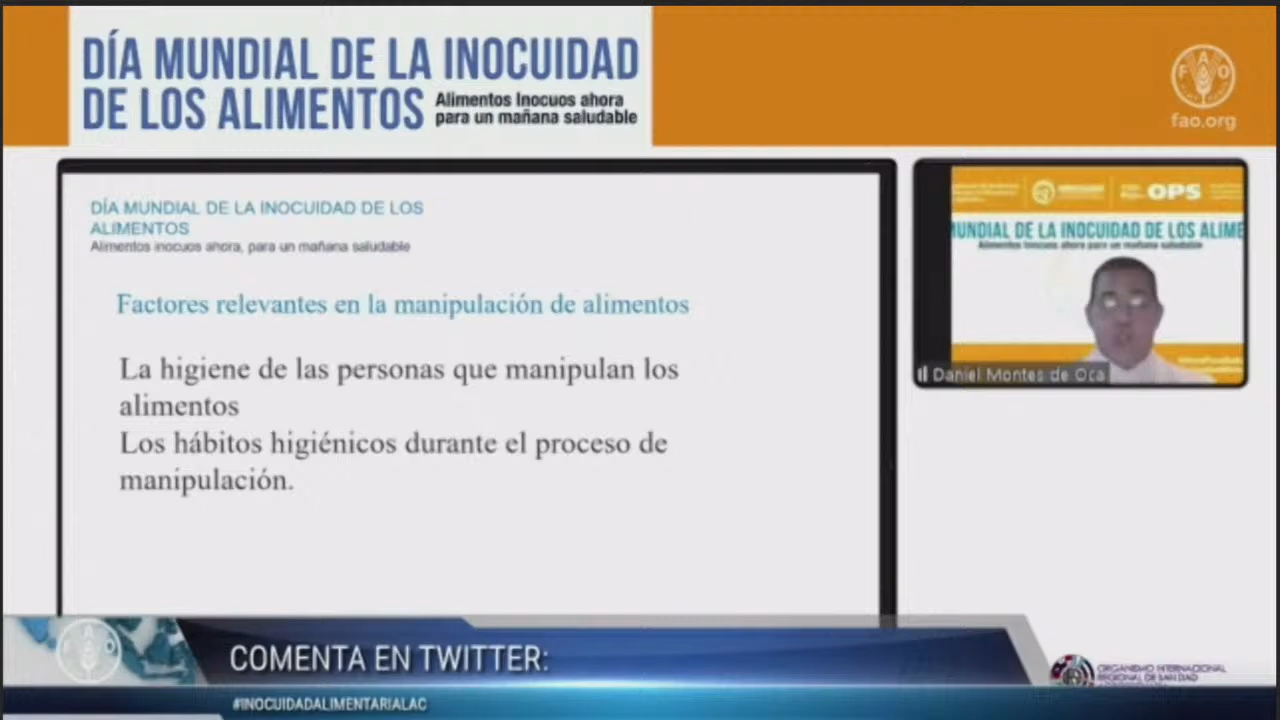 DÍA MUNDIAL DE LA INOCUIDAD
DE LOS ALIMENTOS
Alimentos Inocuos ahora
para un mañana saludable
FAO
fao.org
DÍA MUNDIAL DE LA INOCUIDAD DE LOS
ALIMENTOS
Alimentos inocuos ahora, para un mañana saludable
Factores relevantes en la manipulación de alimentos
La higiene de las personas que manipulan los
alimentos
Los hábitos higiénicos durante el proceso de
manipulación.
OPS
MUNDIAL DE LA INOCUIDAD DE LOS ALIME
Alimentos Inocuos ahora para un mañana saludable
Daniel Montes de Oca
FAO
COMENTA EN TWITTER:
#INOCUIDADALIMENTARIALAC
ORGANISMO INTERNACIONAL
REGIONAL DE SANIDAD